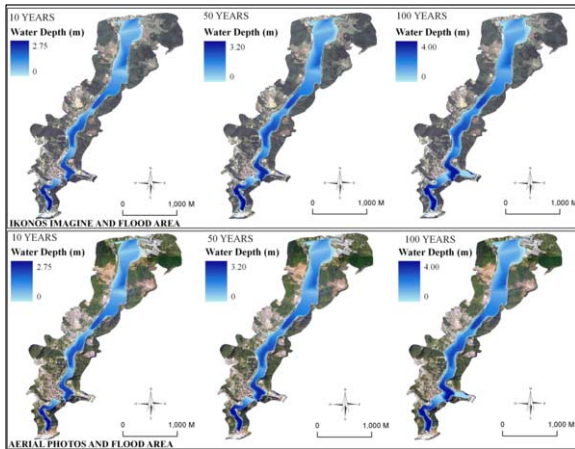 10 YEARS
Water Depth (m)
2.75
0
0
1,000 M
50 YEARS
Water Depth (m)
3.20
0
0
1,000 M
100 YEARS
Water Depth (m)
4.00
0
0
1,000 M
IKONOS IMAGINE AND FLOOD AREA
10 YEARS
Water Depth (m)
2.75
0
0
1,000 M
50 YEARS
Water Depth (m)
3.20
0
0
1,000 M
100 YEARS
Water Depth (m)
4.00
0
0
1,000 M
AERIAL PHOTOS AND FLOOD AREA